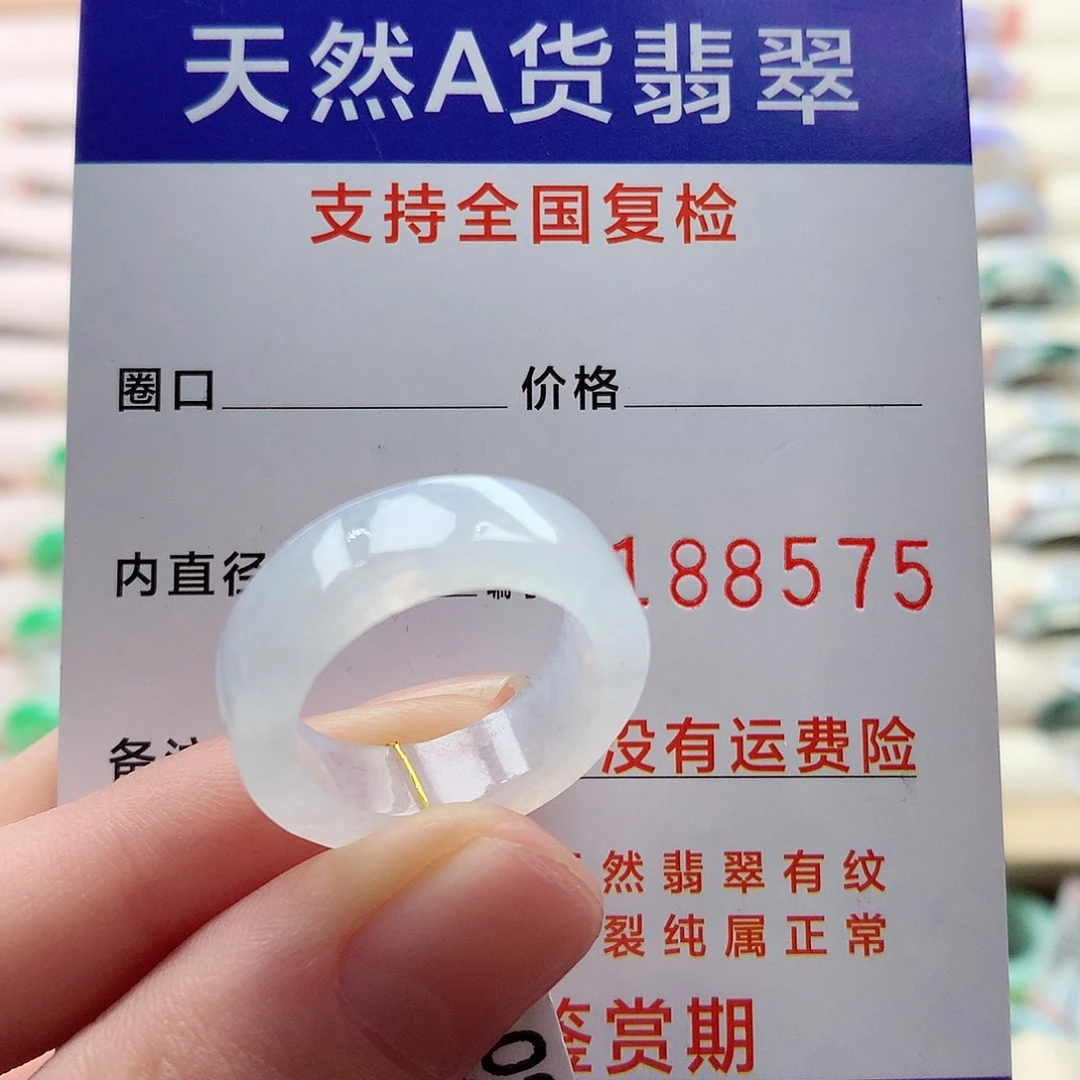 天然A货翡翠
支持全国复检
圈口 价格
内直径 188575
备注 没有运费险
然翡翠有纹
裂纯属正常
鉴赏期